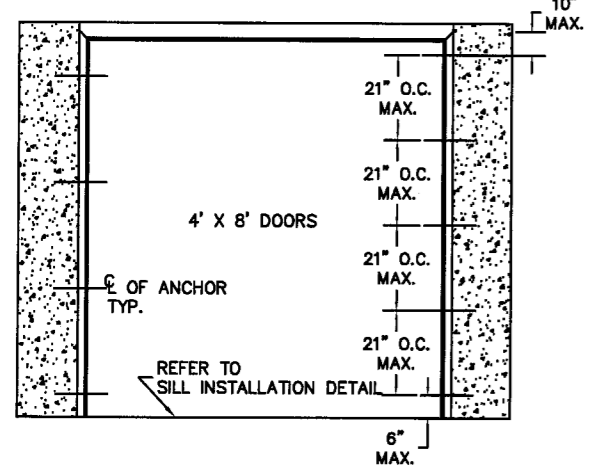 10"
MAX.
21" O.C.
MAX.
21" O.C.
MAX.
4' X 8' DOORS
21" O.C.
MAX.
℄ OF ANCHOR
TYP.
21" O.C.
MAX.
REFER TO
SILL INSTALLATION DETAIL
6"
MAX.